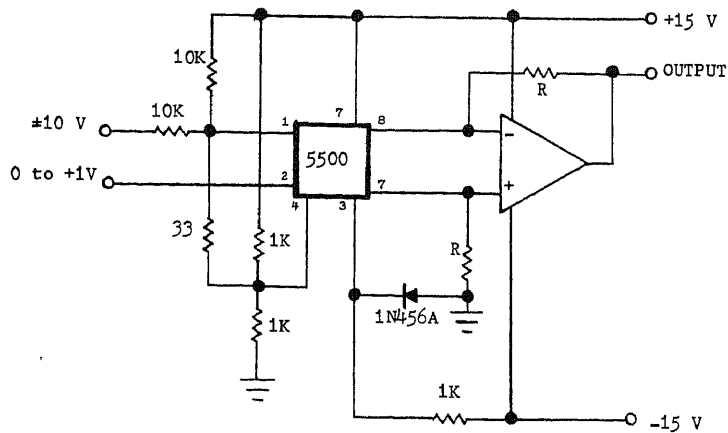 +15 V
10K
OUTPUT
R
10K
±10 V
1
7
8
−
5500
0 to +1V
2
7
+
4
3
33
1K
R
1N456A
1K
1K
−15 V